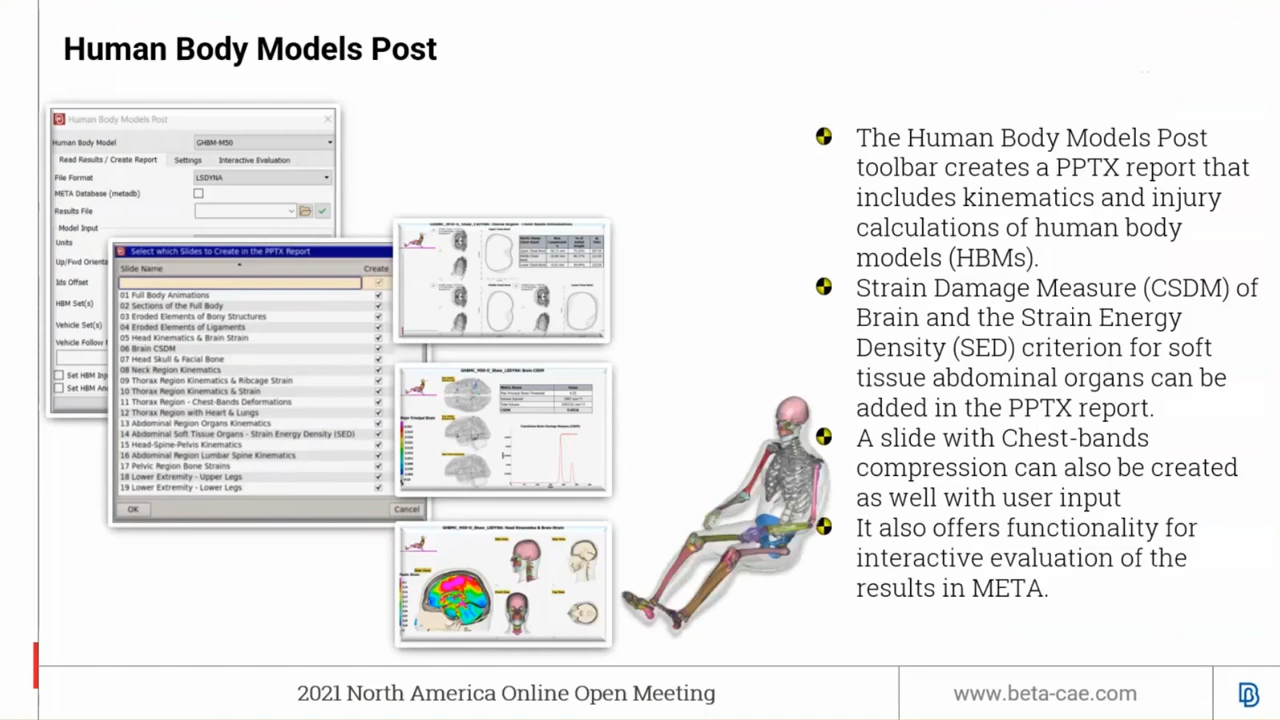 Human Body Models Post
Human Body Models Post
Human Body Model
GHBM-M50
Read Results / Create Report
Settings
Interactive Evaluation
File Format
LSDYNA
META Database (metadb)
Results File
Model Input
Units
Up/Fwd Orienta
Ids Offset
HBM Set(s)
Vehicle Set(s)
Vehicle Follow
Set HBM Inp
Set HBM An
Select which Slides to Create in the PPTX Report
Slide Name
Create
01 Full Body Animations
02 Sections of the Full Body
03 Eroded Elements of Bony Structures
04 Eroded Elements of Ligaments
05 Head Kinematics & Brain Strain
06 Brain CSDM
07 Head Skull & Facial Bone
08 Neck Region Kinematics
09 Thorax Region Kinematics & Ribcage Strain
10 Thorax Region Kinematics & Strain
11 Thorax Region - Chest-Bands Deformations
12 Thorax Region with Heart & Lungs
13 Abdominal Region Organs Kinematics
14 Abdominal Soft Tissue Organs - Strain Energy Density (SED)
15 Head-Spine-Pelvis Kinematics
16 Abdominal Region Lumbar Spine Kinematics
17 Pelvic Region Bone Strains
18 Lower Extremity - Upper Legs
19 Lower Extremity - Lower Legs
OK
Cancel
The Human Body Models Post
toolbar creates a PPTX report that
includes kinematics and injury
calculations of human body
models (HBMs).
Strain Damage Measure (CSDM) of
Brain and the Strain Energy
Density (SED) criterion for soft
tissue abdominal organs can be
added in the PPTX report.
A slide with Chest-bands
compression can also be created
as well with user input
It also offers functionality for
interactive evaluation of the
results in META.
2021 North America Online Open Meeting
www.beta-cae.com